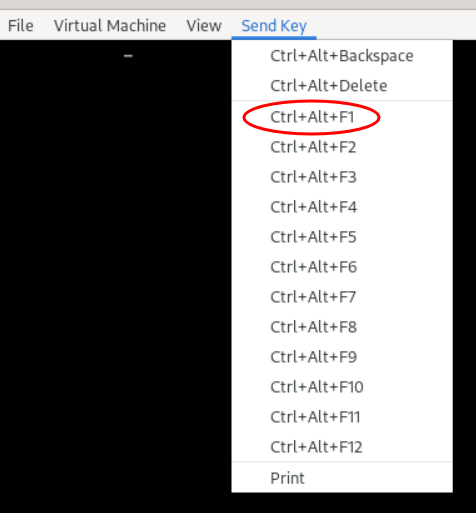 File Virtual Machine View Send Key
Ctrl+Alt+Backspace
Ctrl+Alt+Delete
Ctrl+Alt+F1
Ctrl+Alt+F2
Ctrl+Alt+F3
Ctrl+Alt+F4
Ctrl+Alt+F5
Ctrl+Alt+F6
Ctrl+Alt+F7
Ctrl+Alt+F8
Ctrl+Alt+F9
Ctrl+Alt+F10
Ctrl+Alt+F11
Ctrl+Alt+F12
Print